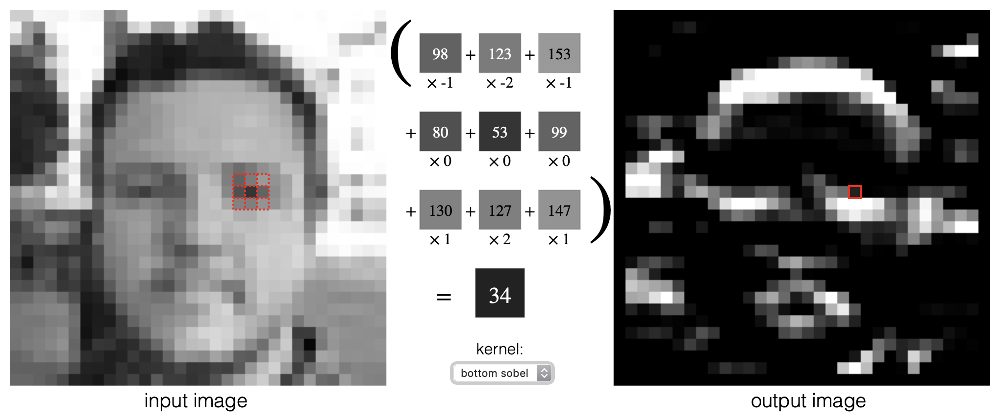 ( 98 + 123 + 153
× -1 × -2 × -1
+ 80 + 53 + 99
× 0 × 0 × 0
+ 130 + 127 + 147 )
× 1 × 2 × 1
= 34
kernel:
bottom sobel
input image
output image